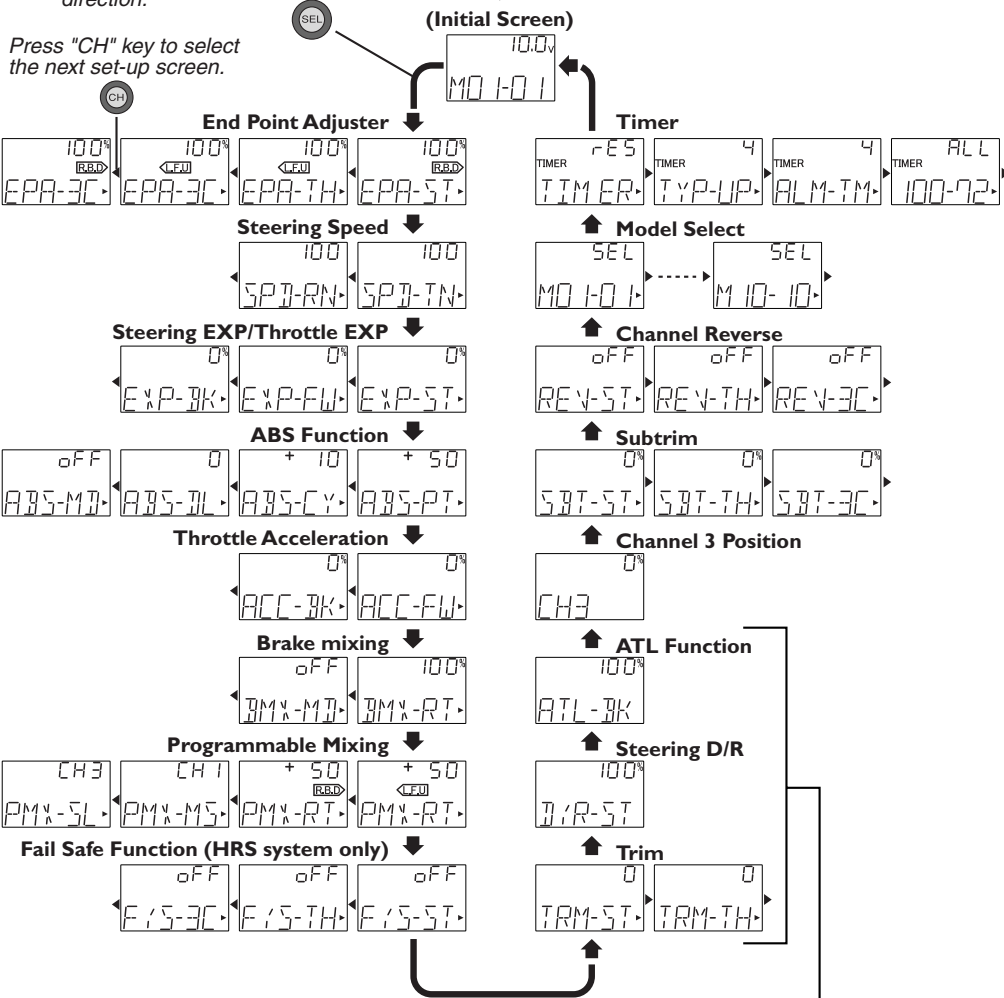 direction.
SEL
(Initial Screen)
10.0v
M01-01
Press "CH" key to select
the next set-up screen.
CH
End Point Adjuster
100%
R.B.D
EPA-3C
100%
L.F.U
EPA-3C
100%
L.F.U
EPA-TH
100%
R.B.D
EPA-ST
Steering Speed
100
SPD-RN
100
SPD-TN
Steering EXP/Throttle EXP
0%
EXP-BK
0%
EXP-FW
0%
EXP-ST
ABS Function
oFF
ABS-MD
0
ABS-DL
+ 10
ABS-CY
+ 50
ABS-PT
Throttle Acceleration
0%
ACC-BK
0%
ACC-FW
Brake mixing
oFF
BMX-MD
100%
BMX-RT
Programmable Mixing
CH3
PMX-SL
CH1
PMX-MS
+ 50
R.B.D
PMX-RT
+ 50
L.F.U
PMX-RT
Fail Safe Function (HRS system only)
oFF
F/S-3C
oFF
F/S-TH
oFF
F/S-ST
Timer
rES
TIMER
TIMER
4
TIMER
TYP-UP
4
TIMER
ALM-TM
ALL
TIMER
100-72
Model Select
SEL
M01-01
SEL
M10-10
Channel Reverse
oFF
REV-ST
oFF
REV-TH
oFF
REV-3C
Subtrim
0%
SBT-ST
0%
SBT-TH
0%
SBT-3C
Channel 3 Position
0%
CH3
ATL Function
100%
ATL-BK
Steering D/R
100%
D/R-ST
Trim
0
TRM-ST
0
TRM-TH